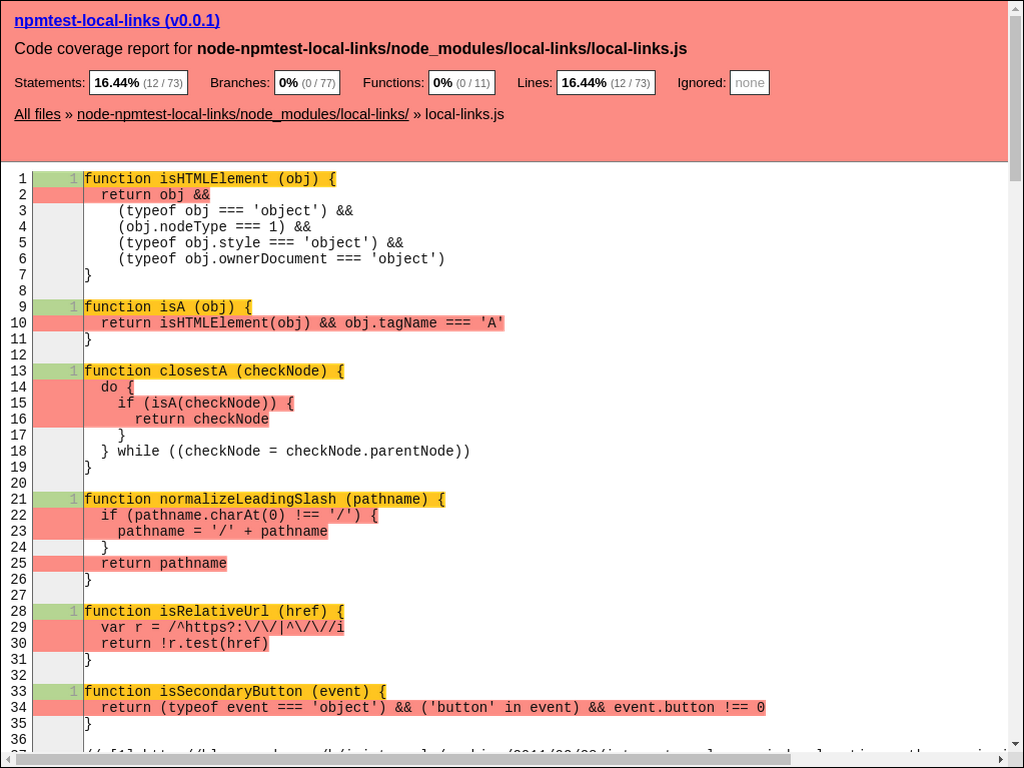 npmtest-local-links (v0.0.1)
Code coverage report for node-npmtest-local-links/node_modules/local-links/local-links.js
Statements: 16.44% (12 / 73) Branches: 0% (0 / 77) Functions: 0% (0 / 11) Lines: 16.44% (12 / 73) Ignored: none
All files » node-npmtest-local-links/node_modules/local-links/ » local-links.js
1 1 function isHTMLElement (obj) {
2 return obj &&
3 (typeof obj === 'object') &&
4 (obj.nodeType === 1) &&
5 (typeof obj.style === 'object') &&
6 (typeof obj.ownerDocument === 'object')
7 }
8
9 1 function isA (obj) {
10 return isHTMLElement(obj) && obj.tagName === 'A'
11 }
12
13 1 function closestA (checkNode) {
14 do {
15 if (isA(checkNode)) {
16 return checkNode
17 }
18 } while ((checkNode = checkNode.parentNode))
19 }
20
21 1 function normalizeLeadingSlash (pathname) {
22 if (pathname.charAt(0) !== '/') {
23 pathname = '/' + pathname
24 }
25 return pathname
26 }
27
28 1 function isRelativeUrl (href) {
29 var r = /^https?:\/\/|^\/\//i
30 return !r.test(href)
31 }
32
33 1 function isSecondaryButton (event) {
34 return (typeof event === 'object') && ('button' in event) && event.button !== 0
35 }
36